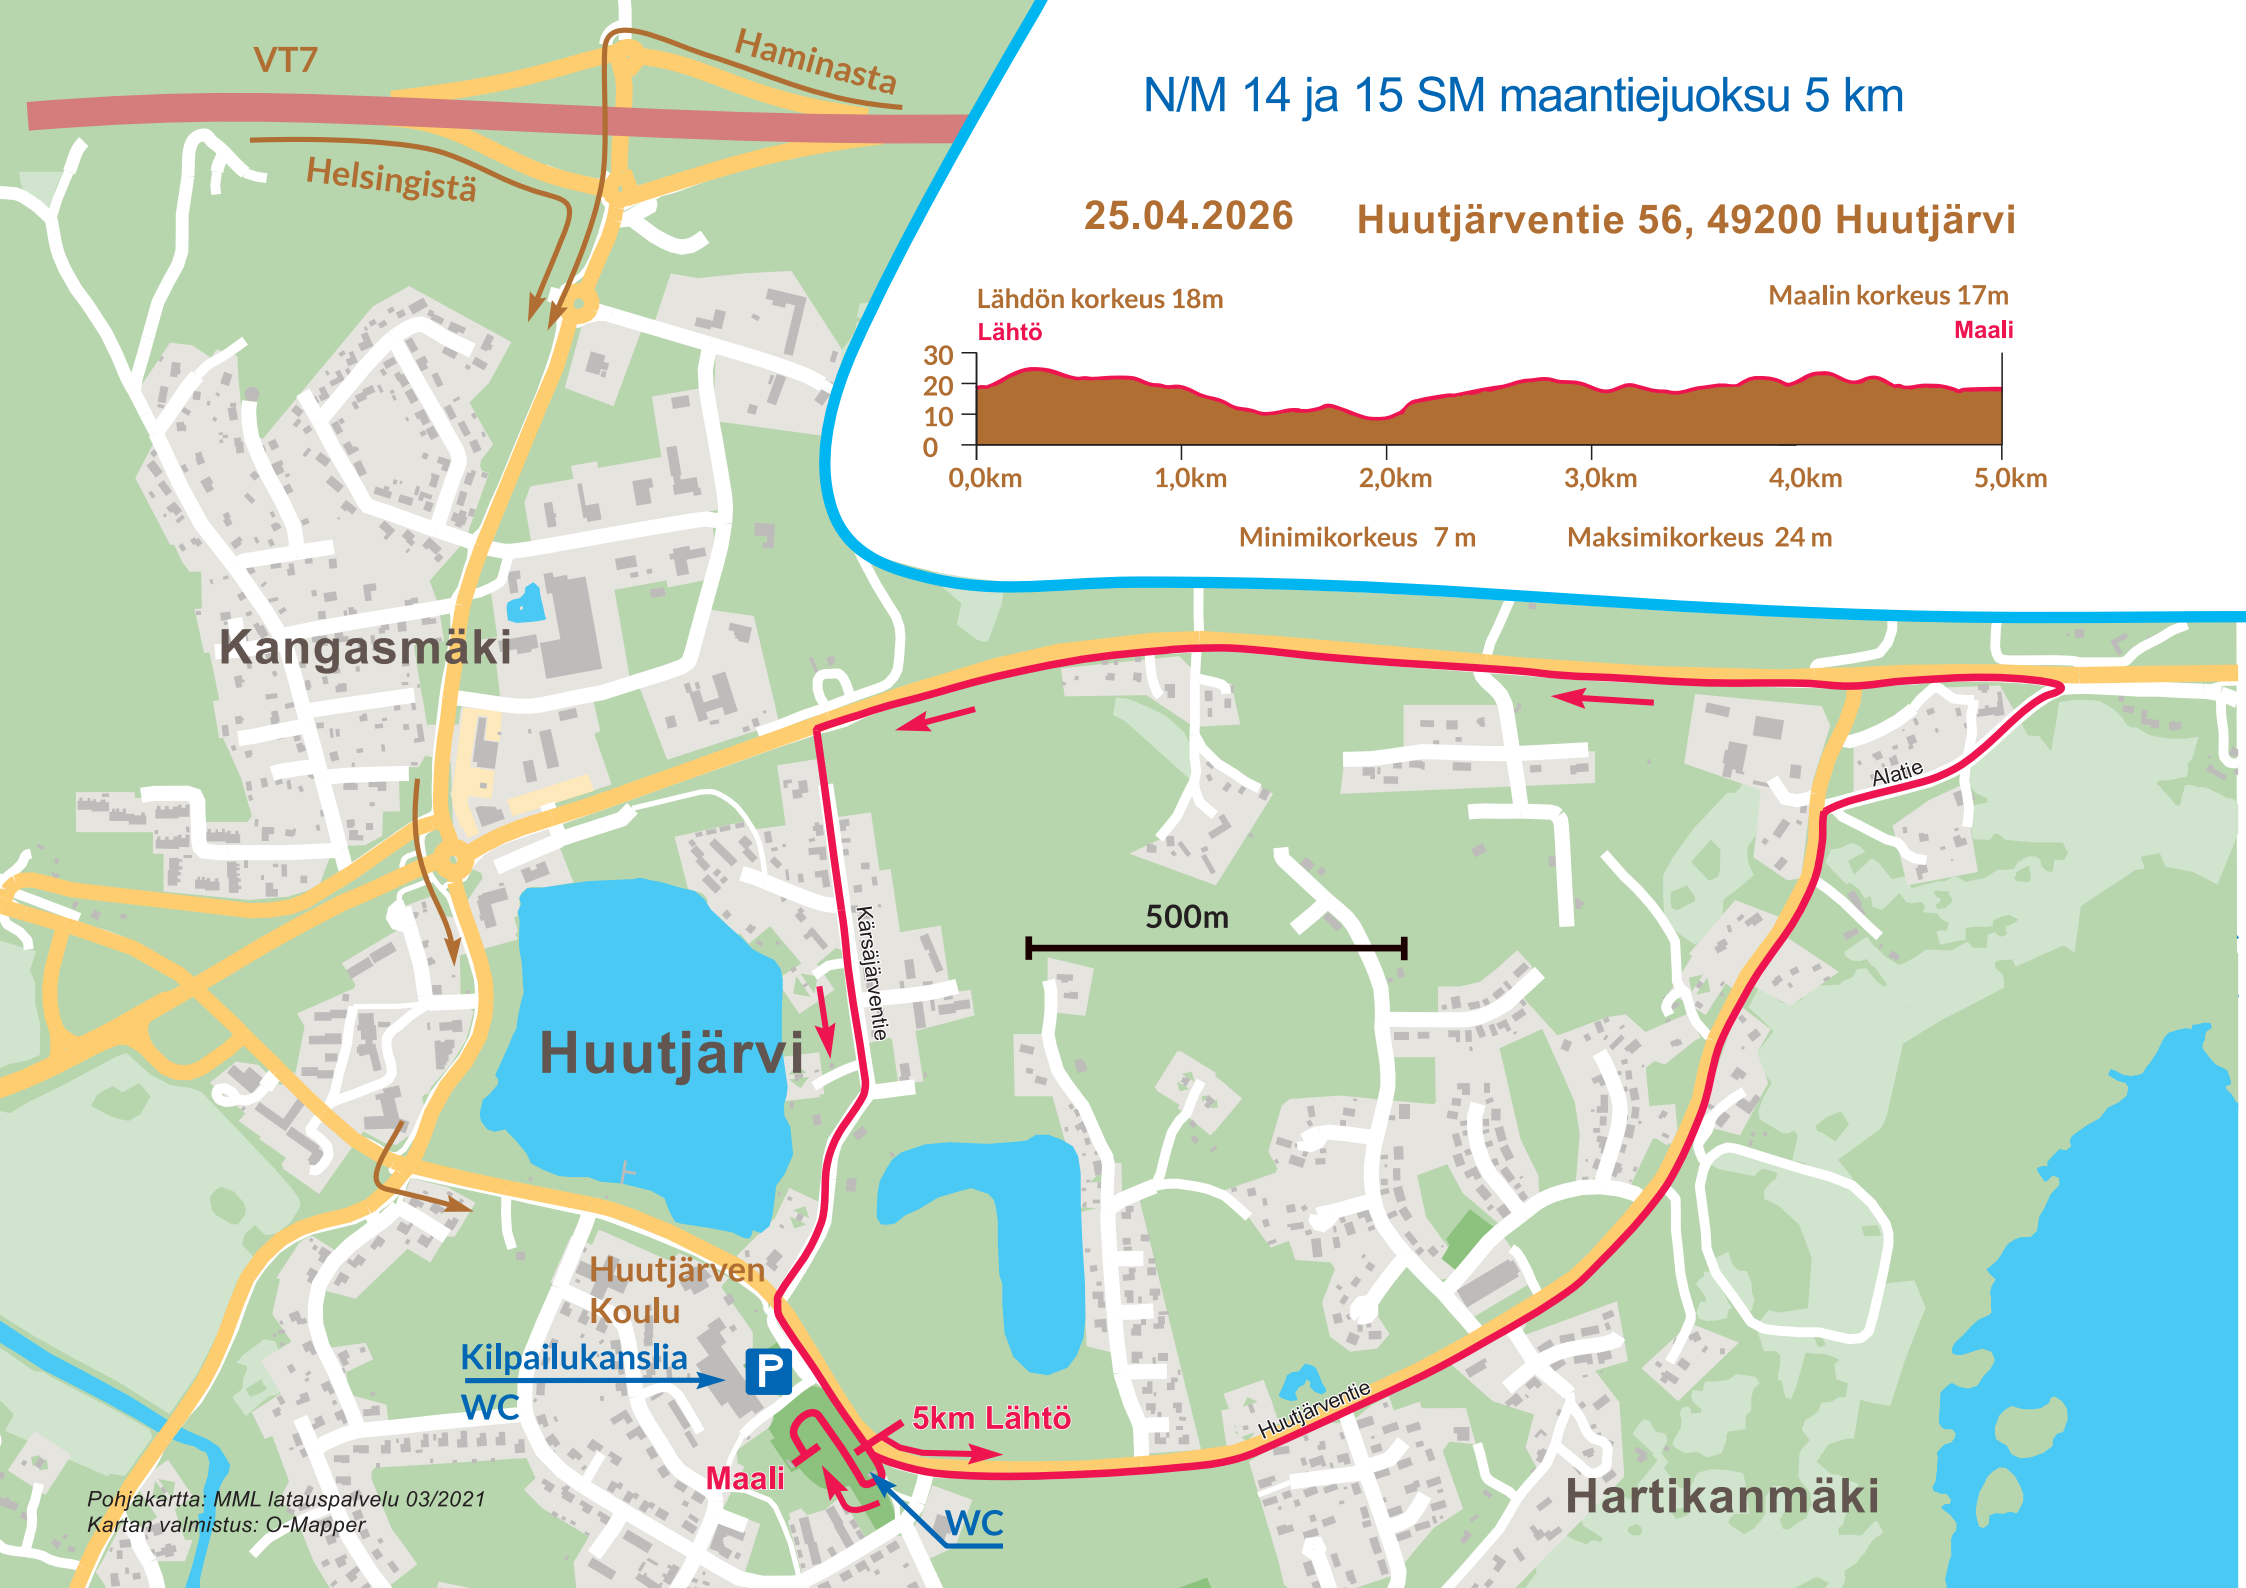 VT7
Haminasta
Helsingistä
N/M 14 ja 15 SM maantiejuoksu 5 km
25.04.2026
Huutjärventie 56, 49200 Huutjärvi
Lähdön korkeus 18m
Maalin korkeus 17m
Lähtö
Maali
30
20
10
0
0,0km
1,0km
2,0km
3,0km
4,0km
5,0km
Minimikorkeus 7 m
Maksimikorkeus 24 m
Kangasmäki
Alatie
500m
Kärsäjärventie
Huutjärvi
Huutjärven
Koulu
Kilpailukanslia
WC
P
5km Lähtö
Huutjärventie
Maali
WC
Hartikanmäki
Pohjakartta: MML latauspalvelu 03/2021
Kartan valmistus: O-Mapper